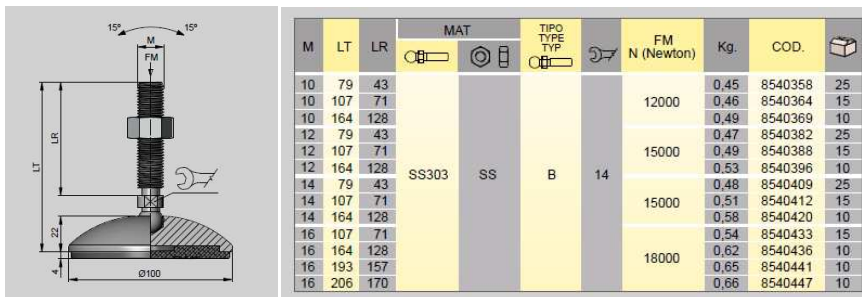 15° 15°
M
FM
LR
LT
22
4
Ø100
M LT LR MAT TIPO TYPE TYP FM N (Newton) Kg. COD.
10 79 43 0,45 8540358 25
10 107 71 12000 0,46 8540364 15
10 164 128 0,49 8540369 10
12 79 43 0,47 8540382 25
12 107 71 15000 0,49 8540388 15
12 164 128 0,53 8540396 10
SS303 SS B 14
14 79 43 0,48 8540409 25
14 107 71 15000 0,51 8540412 15
14 164 128 0,58 8540420 10
16 107 71 0,54 8540433 15
16 164 128 18000 0,62 8540436 10
16 193 157 0,65 8540441 10
16 206 170 0,66 8540447 10